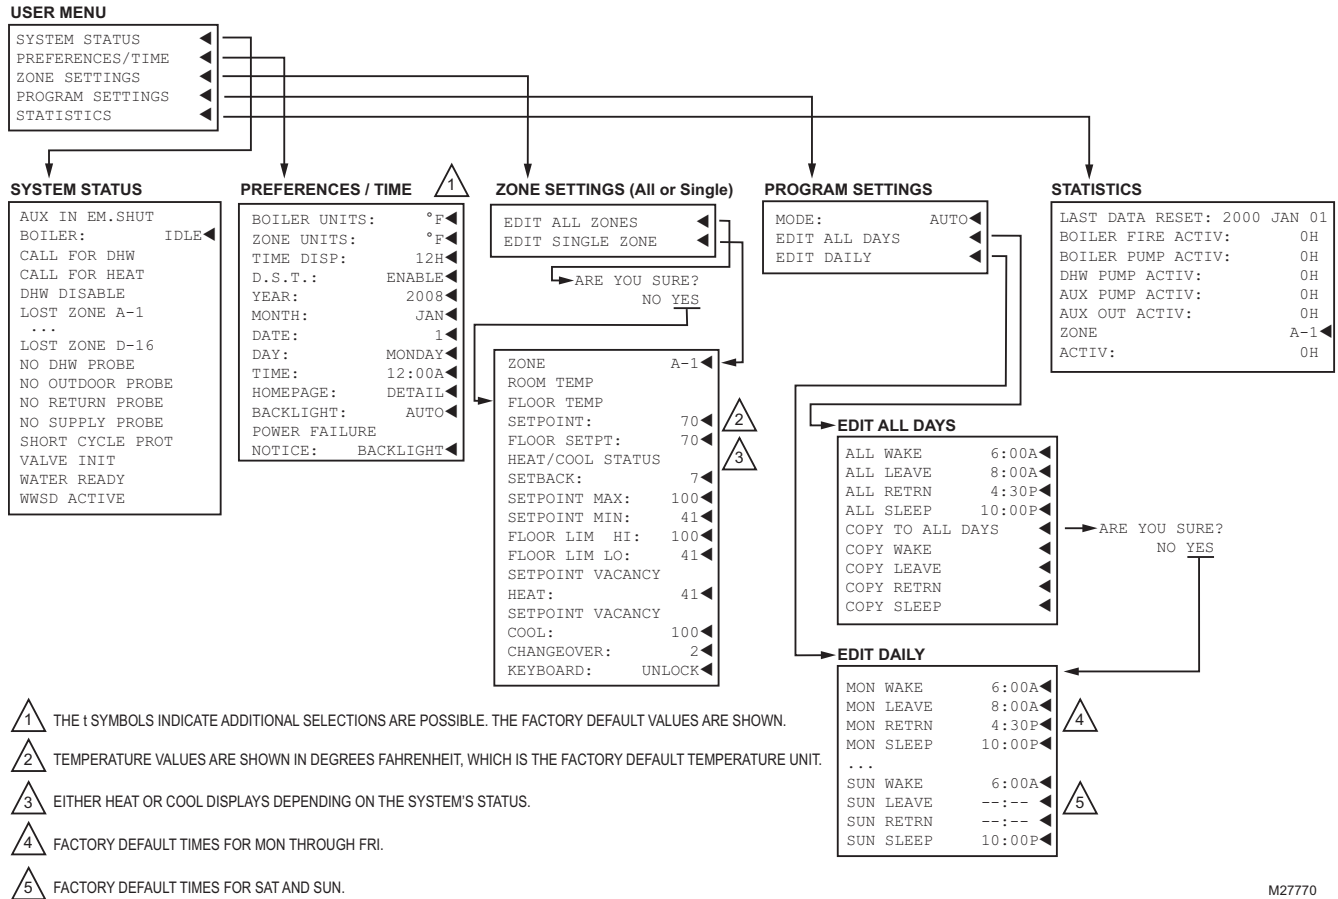 USER MENU
SYSTEM STATUS
PREFERENCES/TIME
ZONE SETTINGS
PROGRAM SETTINGS
STATISTICS
SYSTEM STATUS
AUX IN EM.SHUT
BOILER: IDLE
CALL FOR DHW
CALL FOR HEAT
DHW DISABLE
LOST ZONE A-1
...
LOST ZONE D-16
NO DHW PROBE
NO OUTDOOR PROBE
NO RETURN PROBE
NO SUPPLY PROBE
SHORT CYCLE PROT
VALVE INIT
WATER READY
WWSD ACTIVE
PREFERENCES / TIME
1
BOILER UNITS: °F
ZONE UNITS: °F
TIME DISP: 12H
D.S.T.: ENABLE
YEAR: 2008
MONTH: JAN
DATE: 1
DAY: MONDAY
TIME: 12:00A
HOMEPAGE: DETAIL
BACKLIGHT: AUTO
POWER FAILURE
NOTICE: BACKLIGHT
ZONE SETTINGS (All or Single)
EDIT ALL ZONES
EDIT SINGLE ZONE
ARE YOU SURE?
NO YES
ZONE A-1
ROOM TEMP
FLOOR TEMP
SETPOINT: 70
2
FLOOR SETPT: 70
HEAT/COOL STATUS
3
SETBACK: 7
SETPOINT MAX: 100
SETPOINT MIN: 41
FLOOR LIM HI: 100
FLOOR LIM LO: 41
SETPOINT VACANCY
HEAT: 41
SETPOINT VACANCY
COOL: 100
CHANGEOVER: 2
KEYBOARD: UNLOCK
PROGRAM SETTINGS
MODE: AUTO
EDIT ALL DAYS
EDIT DAILY
EDIT ALL DAYS
ALL WAKE 6:00A
ALL LEAVE 8:00A
ALL RETRN 4:30P
ALL SLEEP 10:00P
COPY TO ALL DAYS
COPY WAKE
COPY LEAVE
COPY RETRN
COPY SLEEP
ARE YOU SURE?
NO YES
EDIT DAILY
MON WAKE 6:00A
MON LEAVE 8:00A
MON RETRN 4:30P
MON SLEEP 10:00P
4
...
SUN WAKE 6:00A
SUN LEAVE --:--
SUN RETRN --:--
SUN SLEEP 10:00P
5
STATISTICS
LAST DATA RESET: 2000 JAN 01
BOILER FIRE ACTIV: 0H
BOILER PUMP ACTIV: 0H
DHW PUMP ACTIV: 0H
AUX PUMP ACTIV: 0H
AUX OUT ACTIV: 0H
ZONE A-1
ACTIV: 0H
1 THE t SYMBOLS INDICATE ADDITIONAL SELECTIONS ARE POSSIBLE. THE FACTORY DEFAULT VALUES ARE SHOWN.
2 TEMPERATURE VALUES ARE SHOWN IN DEGREES FAHRENHEIT, WHICH IS THE FACTORY DEFAULT TEMPERATURE UNIT.
3 EITHER HEAT OR COOL DISPLAYS DEPENDING ON THE SYSTEM'S STATUS.
4 FACTORY DEFAULT TIMES FOR MON THROUGH FRI.
5 FACTORY DEFAULT TIMES FOR SAT AND SUN.
M27770